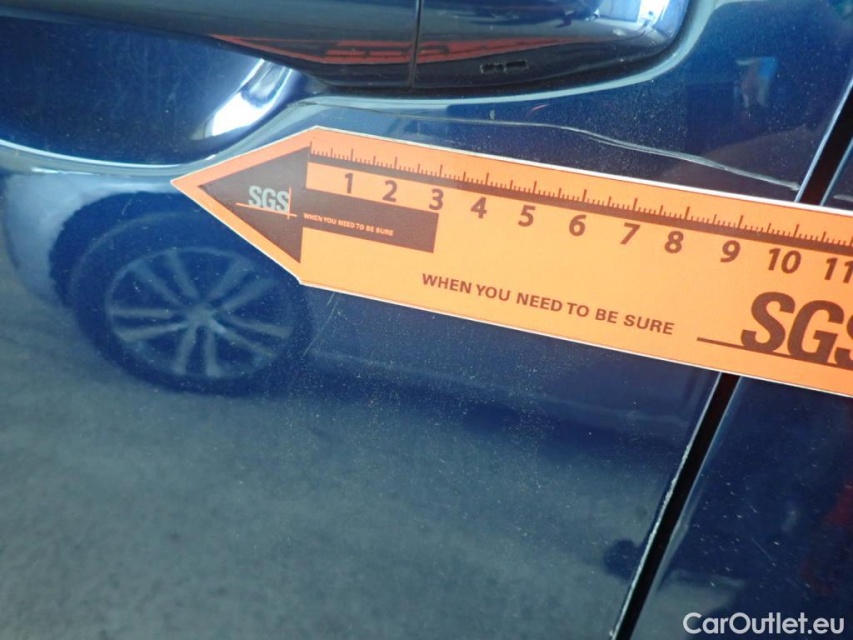 SGS
WHEN YOU NEED TO BE SURE
1 2 3 4 5 6 7 8 9 10 11
WHEN YOU NEED TO BE SURE
SGS
CarOutlet.eu